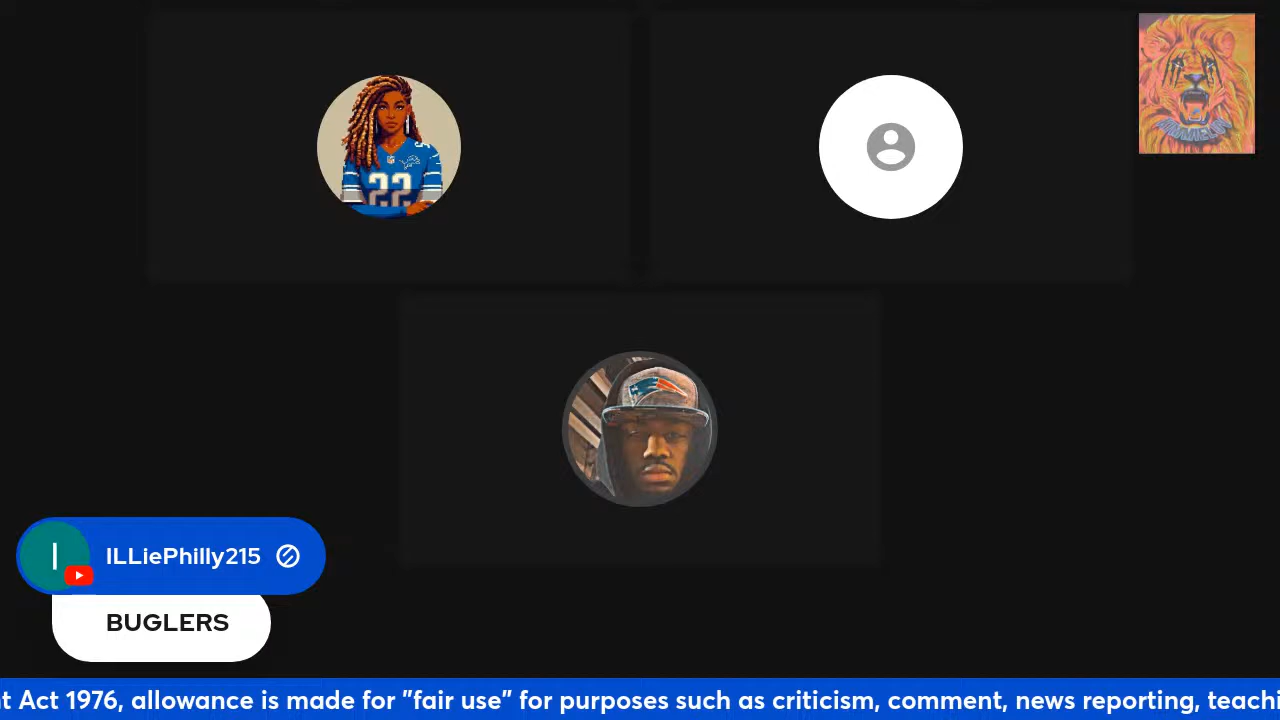 22
I
ILLiePhilly215
BUGLERS
t Act 1976, allowance is made for "fair use" for purposes such as criticism, comment, news reporting, teachi